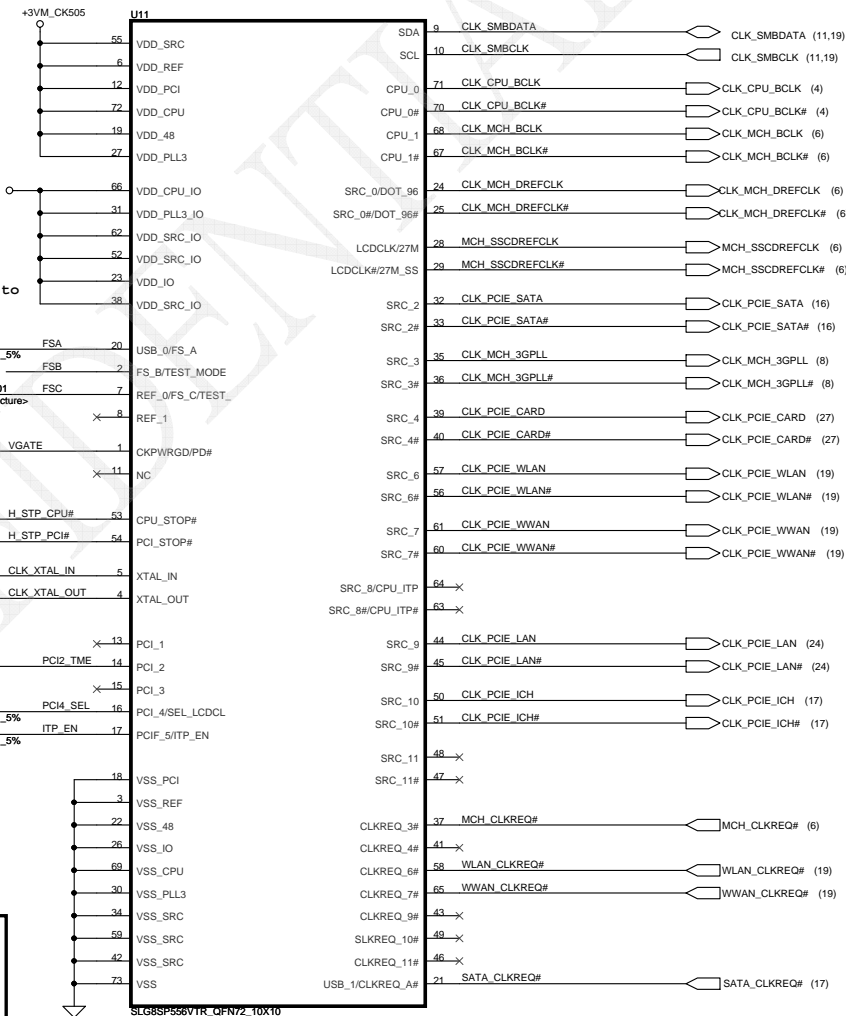 +3VM_CK505
U11
55 VDD_SRC
6 VDD_REF
12 VDD_PCI
72 VDD_CPU
19 VDD_48
27 VDD_PLL3
66 VDD_CPU_IO
31 VDD_PLL3_IO
62 VDD_SRC_IO
52 VDD_SRC_IO
23 VDD_IO
38 VDD_SRC_IO
to
_5%
FSA 20 USB_0/FS_A
FSB 2 FS_B/TEST_MODE
01
cture>
FSC 7 REF_0/FS_C/TEST_
8 REF_1
VGATE 1 CKPWRGD/PD#
11 NC
H_STP_CPU# 53 CPU_STOP#
H_STP_PCI# 54 PCI_STOP#
CLK_XTAL_IN 5 XTAL_IN
CLK_XTAL_OUT 4 XTAL_OUT
13 PCI_1
PCI2_TME 14 PCI_2
15 PCI_3
PCI4_SEL 16 PCI_4/SEL_LCDCL
_5%
ITP_EN 17 PCIF_5/ITP_EN
_5%
18 VSS_PCI
3 VSS_REF
22 VSS_48
26 VSS_IO
69 VSS_CPU
30 VSS_PLL3
34 VSS_SRC
59 VSS_SRC
42 VSS_SRC
73 VSS
SLG8SP556VTR_QFN72_10X10
SDA 9 CLK_SMBDATA CLK_SMBDATA (11,19)
SCL 10 CLK_SMBCLK CLK_SMBCLK (11,19)
CPU_0 71 CLK_CPU_BCLK CLK_CPU_BCLK (4)
CPU_0# 70 CLK_CPU_BCLK# CLK_CPU_BCLK# (4)
CPU_1 68 CLK_MCH_BCLK CLK_MCH_BCLK (6)
CPU_1# 67 CLK_MCH_BCLK# CLK_MCH_BCLK# (6)
SRC_0/DOT_96 24 CLK_MCH_DREFCLK CLK_MCH_DREFCLK (6)
SRC_0#/DOT_96# 25 CLK_MCH_DREFCLK# CLK_MCH_DREFCLK# (6
LCDCLK/27M 28 MCH_SSCDREFCLK MCH_SSCDREFCLK (6)
LCDCLK#/27M_SS 29 MCH_SSCDREFCLK# MCH_SSCDREFCLK# (6)
SRC_2 32 CLK_PCIE_SATA CLK_PCIE_SATA (16)
SRC_2# 33 CLK_PCIE_SATA# CLK_PCIE_SATA# (16)
SRC_3 35 CLK_MCH_3GPLL CLK_MCH_3GPLL (8)
SRC_3# 36 CLK_MCH_3GPLL# CLK_MCH_3GPLL# (8)
SRC_4 39 CLK_PCIE_CARD CLK_PCIE_CARD (27)
SRC_4# 40 CLK_PCIE_CARD# CLK_PCIE_CARD# (27)
SRC_6 57 CLK_PCIE_WLAN CLK_PCIE_WLAN (19)
SRC_6# 56 CLK_PCIE_WLAN# CLK_PCIE_WLAN# (19)
SRC_7 61 CLK_PCIE_WWAN CLK_PCIE_WWAN (19)
SRC_7# 60 CLK_PCIE_WWAN# CLK_PCIE_WWAN# (19)
SRC_8/CPU_ITP 64
SRC_8#/CPU_ITP# 63
SRC_9 44 CLK_PCIE_LAN CLK_PCIE_LAN (24)
SRC_9# 45 CLK_PCIE_LAN# CLK_PCIE_LAN# (24)
SRC_10 50 CLK_PCIE_ICH CLK_PCIE_ICH (17)
SRC_10# 51 CLK_PCIE_ICH# CLK_PCIE_ICH# (17)
SRC_11 48
SRC_11# 47
CLKREQ_3# 37 MCH_CLKREQ# MCH_CLKREQ# (6)
CLKREQ_4# 41
CLKREQ_6# 58 WLAN_CLKREQ# WLAN_CLKREQ# (19)
CLKREQ_7# 65 WWAN_CLKREQ# WWAN_CLKREQ# (19)
CLKREQ_9# 43
SLKREQ_10# 49
CLKREQ_11# 46
USB_1/CLKREQ_A# 21 SATA_CLKREQ# SATA_CLKREQ# (17)
IDENTIAL